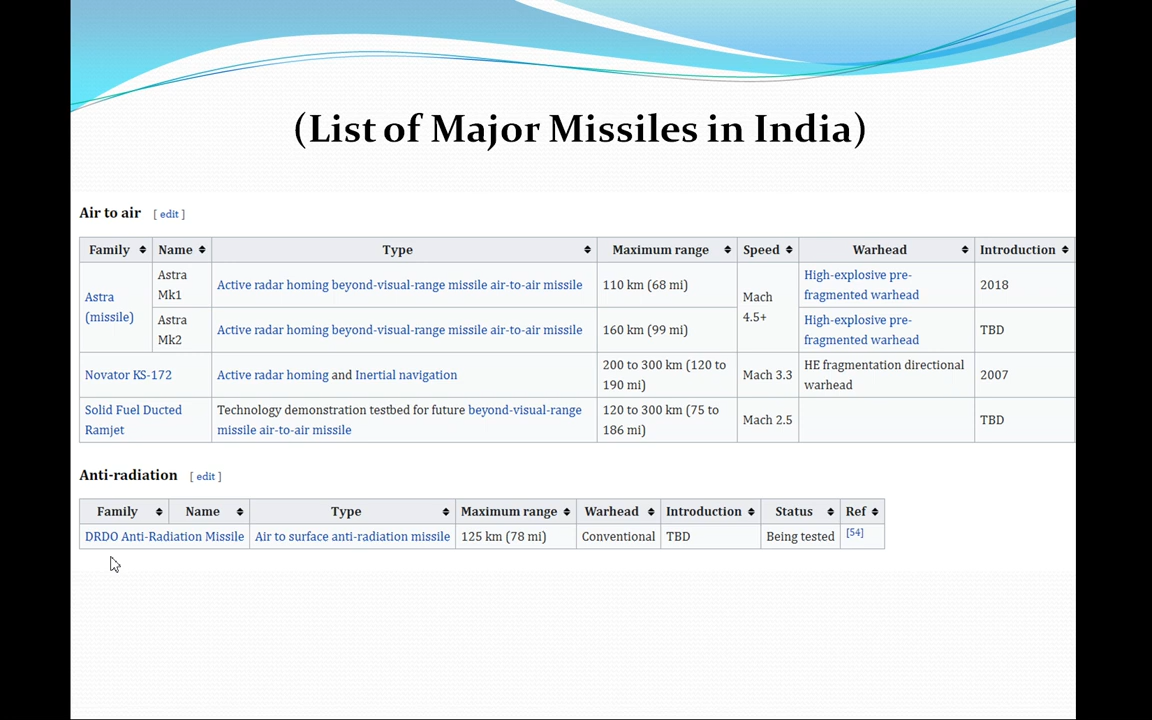 (List of Major Missiles in India)
Air to air [ edit ]
Family Name Type Maximum range Speed Warhead Introduction
Astra (missile) Astra Mk1 Active radar homing beyond-visual-range missile air-to-air missile 110 km (68 mi) Mach 4.5+ High-explosive pre-fragmented warhead 2018
Astra Mk2 Active radar homing beyond-visual-range missile air-to-air missile 160 km (99 mi) High-explosive pre-fragmented warhead TBD
Novator KS-172 Active radar homing and Inertial navigation 200 to 300 km (120 to 190 mi) Mach 3.3 HE fragmentation directional warhead 2007
Solid Fuel Ducted Ramjet Technology demonstration testbed for future beyond-visual-range missile air-to-air missile 120 to 300 km (75 to 186 mi) Mach 2.5 TBD
Anti-radiation [ edit ]
Family Name Type Maximum range Warhead Introduction Status Ref
DRDO Anti-Radiation Missile Air to surface anti-radiation missile 125 km (78 mi) Conventional TBD Being tested [54]